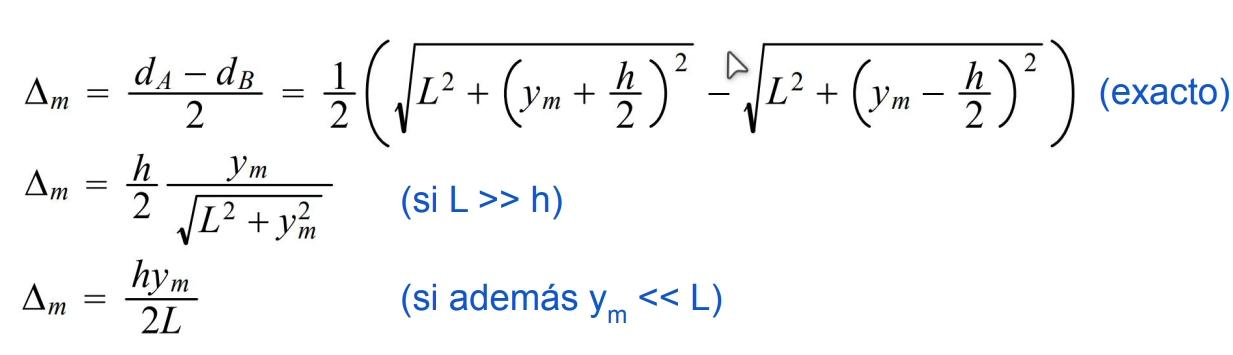 Δm = (dA − dB)/2 = 1/2 ( √(L² + (ym + h/2)²) − √(L² + (ym − h/2)²) ) (exacto)
Δm = h/2 ym/√(L² + ym²) (si L >> h)
Δm = hym/2L (si además ym << L)